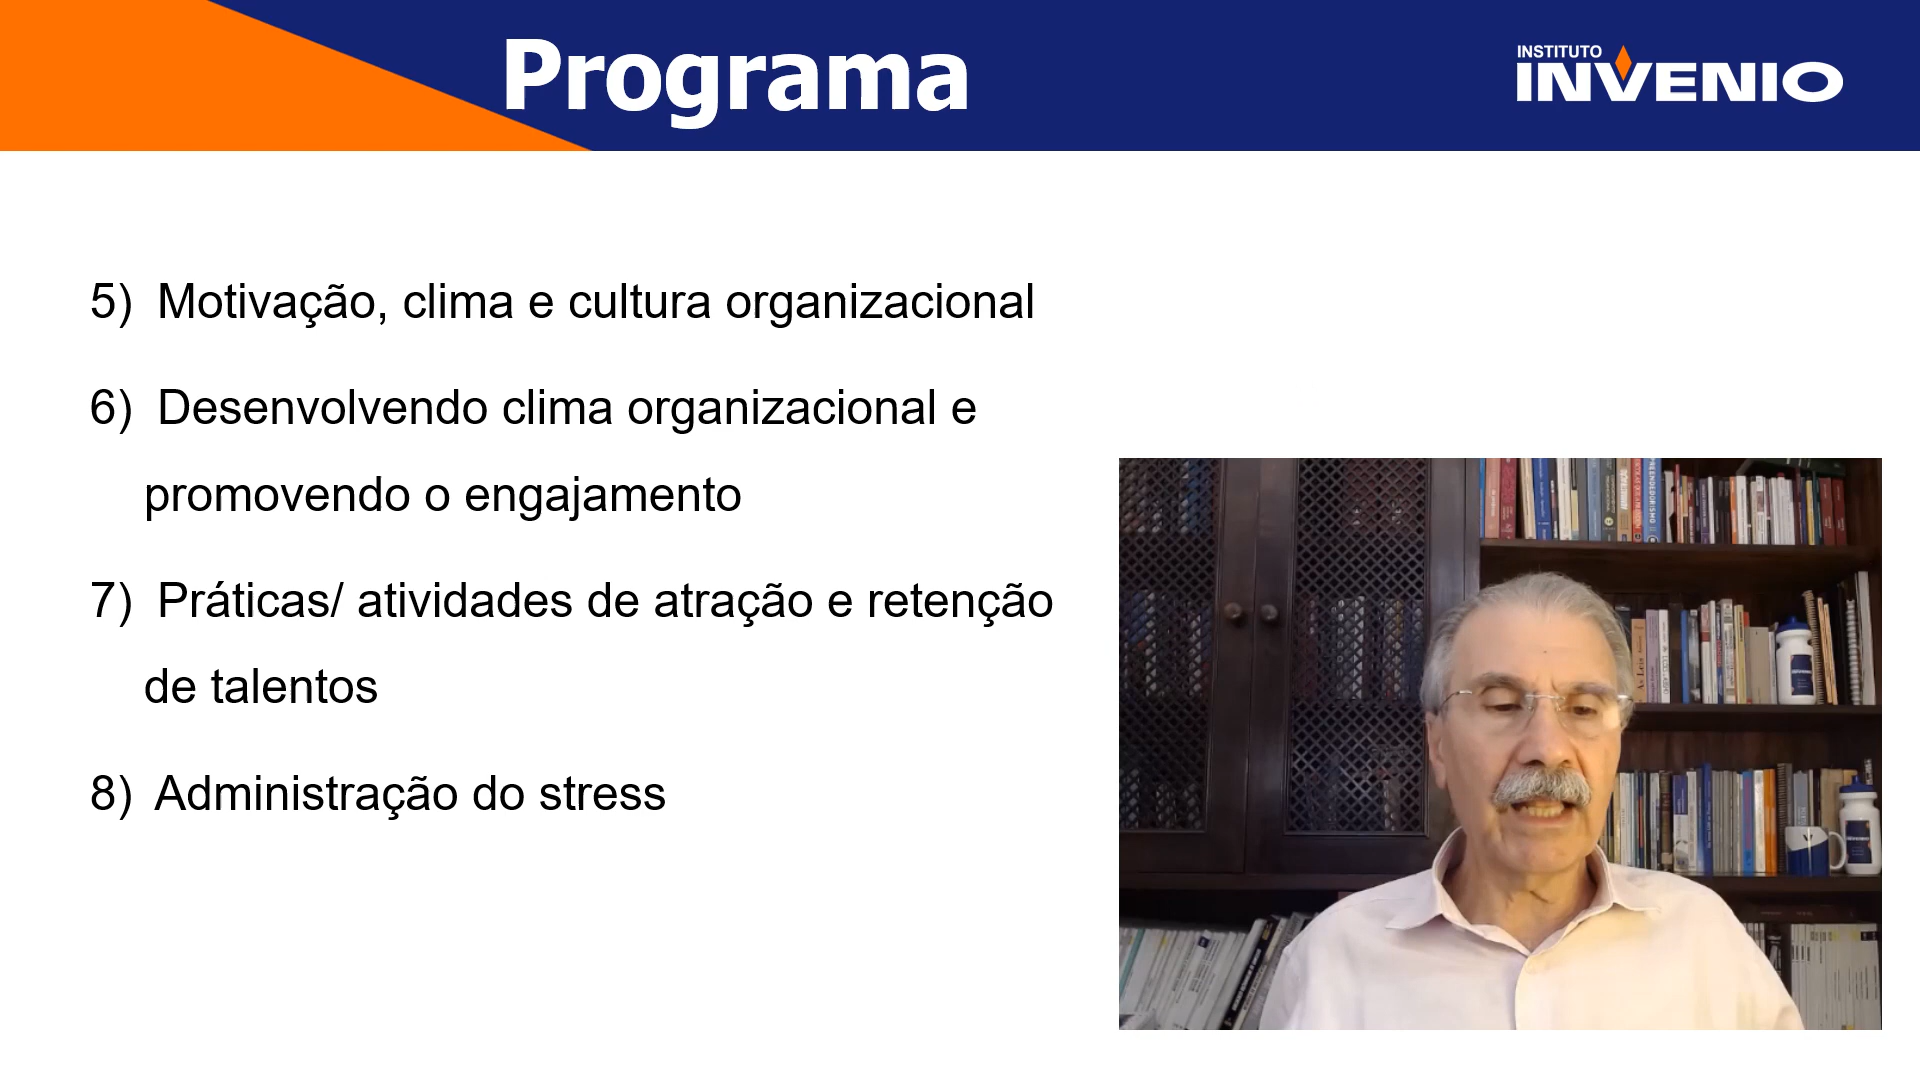 Programa
INSTITUTO
INVENIO
5) Motivação, clima e cultura organizacional
6) Desenvolvendo clima organizacional e
promovendo o engajamento
7) Práticas/ atividades de atração e retenção
de talentos
8) Administração do stress